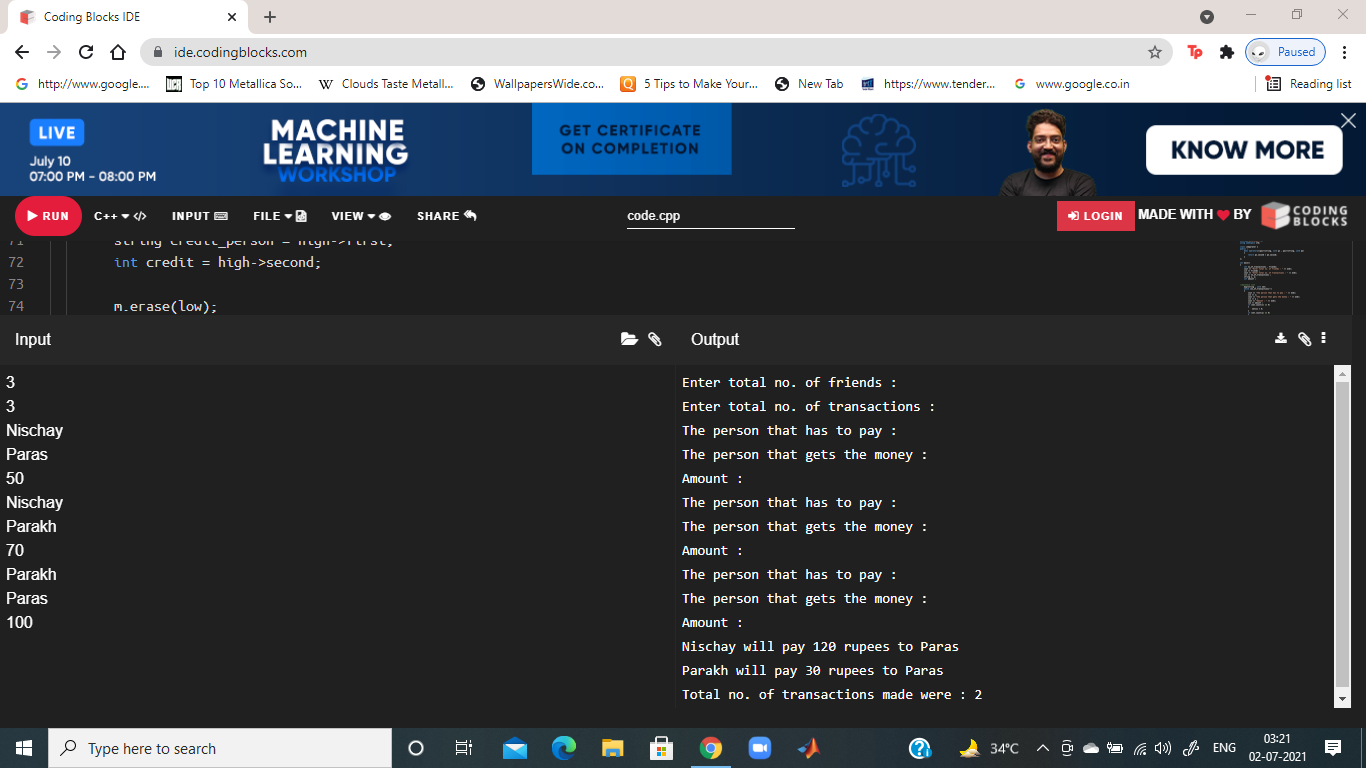 Coding Blocks IDE
ide.codingblocks.com
Paused
http://www.google....
Top 10 Metallica So...
Clouds Taste Metall...
WallpapersWide.co...
5 Tips to Make Your...
New Tab
https://www.tender...
www.google.co.in
Reading list
LIVE
July 10
07:00 PM - 08:00 PM
MACHINE
LEARNING
WORKSHOP
GET CERTIFICATE
ON COMPLETION
KNOW MORE
RUN
C++
INPUT
FILE
VIEW
SHARE
code.cpp
LOGIN
MADE WITH BY
CODING
BLOCKS
71 string credit_person = high->first;
72 int credit = high->second;
73
74 m.erase(low);
Input
3
3
Nischay
Paras
50
Nischay
Parakh
70
Parakh
Paras
100
Output
Enter total no. of friends :
Enter total no. of transactions :
The person that has to pay :
The person that gets the money :
Amount :
The person that has to pay :
The person that gets the money :
Amount :
The person that has to pay :
The person that gets the money :
Amount :
Nischay will pay 120 rupees to Paras
Parakh will pay 30 rupees to Paras
Total no. of transactions made were : 2
Type here to search
34°C
ENG
03:21
02-07-2021